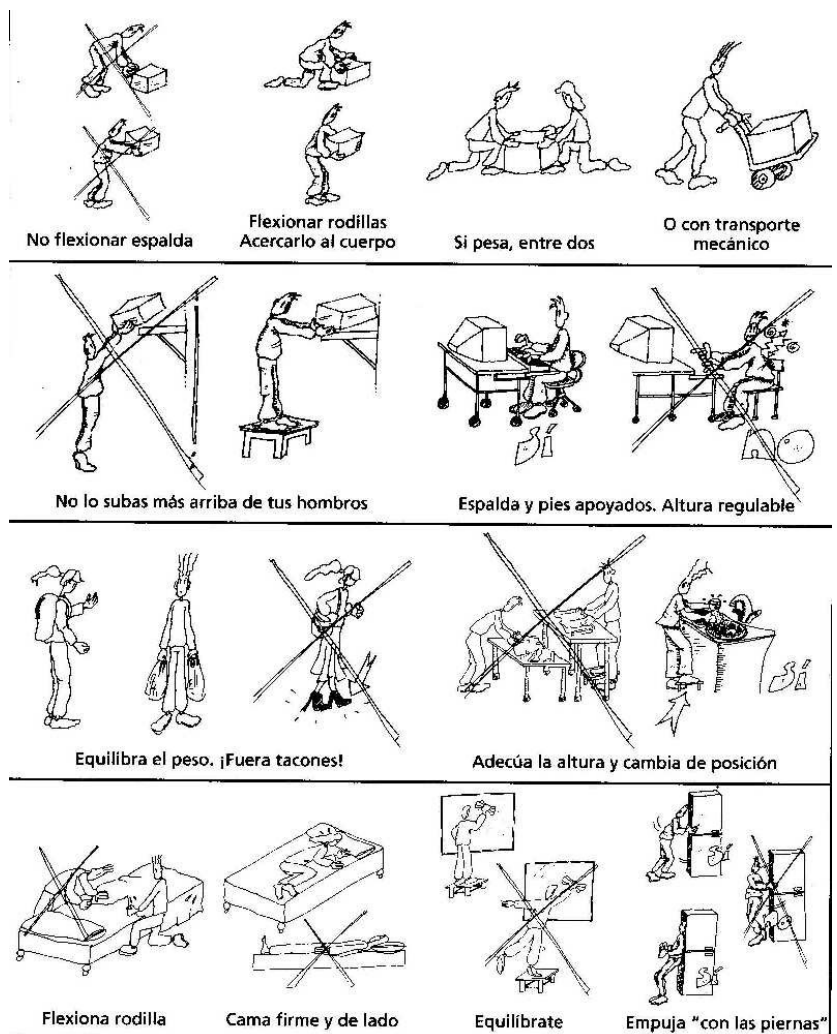 No flexionar espalda
Flexionar rodillas
Acercarlo al cuerpo
Si pesa, entre dos
O con transporte
mecánico
Sí
NO
No lo subas más arriba de tus hombros
Espalda y pies apoyados. Altura regulable
Sí
Equilibra el peso. ¡Fuera tacones!
Adecúa la altura y cambia de posición
Sí
Sí
Flexiona rodilla
Cama firme y de lado
Equilíbrate
Empuja "con las piernas"